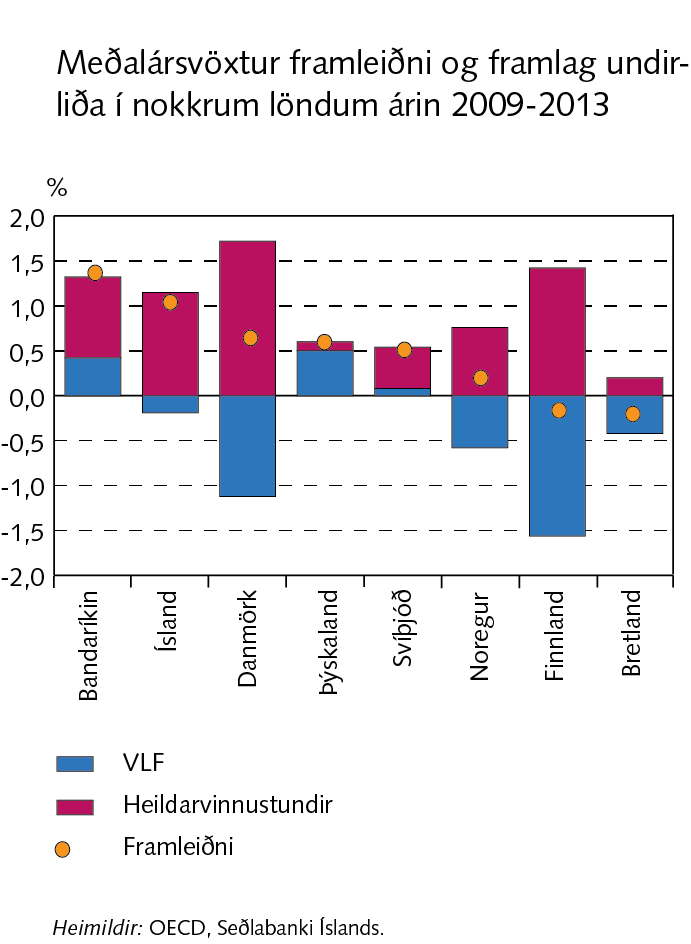 Meðalársvöxtur framleiðni og framlag undir-
liða í nokkrum löndum árin 2009-2013
%
2,0
1,5
1,0
0,5
0,0
-0,5
-1,0
-1,5
-2,0
Bandaríkin
Ísland
Danmörk
Þýskaland
Svíþjóð
Noregur
Finnland
Bretland
VLF
Heildarvinnustundir
Framleiðni
Heimildir: OECD, Seðlabanki Íslands.